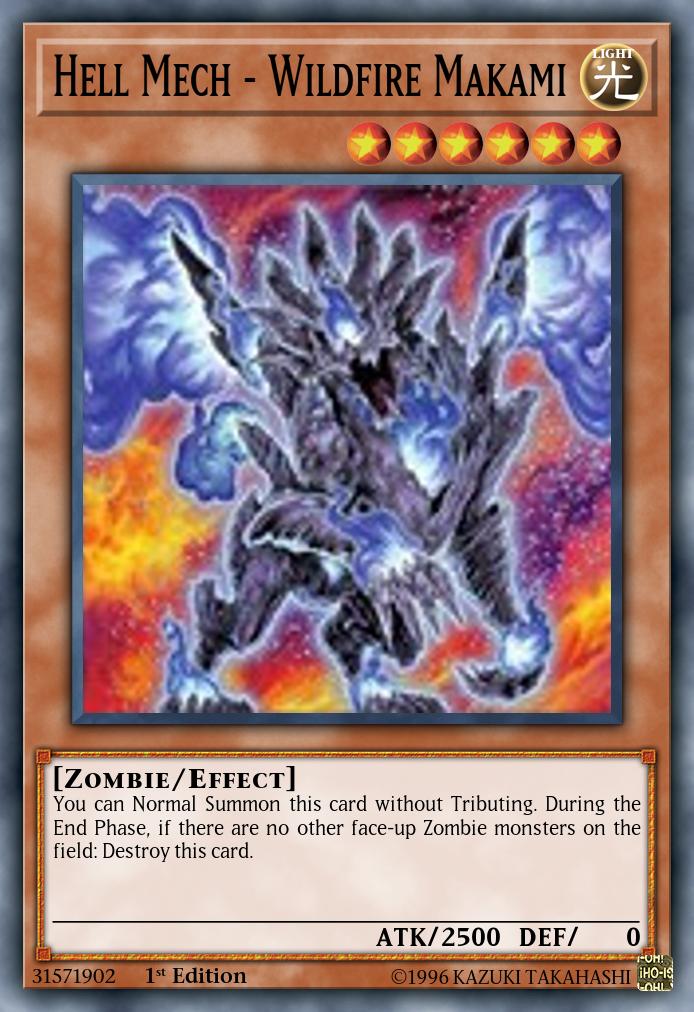 Hell Mech - Wildfire Makami
LIGHT
光
[Zombie/Effect]
You can Normal Summon this card without Tributing. During the
End Phase, if there are no other face-up Zombie monsters on the
field: Destroy this card.
ATK/2500 DEF/ 0
31571902 1st Edition ©1996 KAZUKI TAKAHASHI